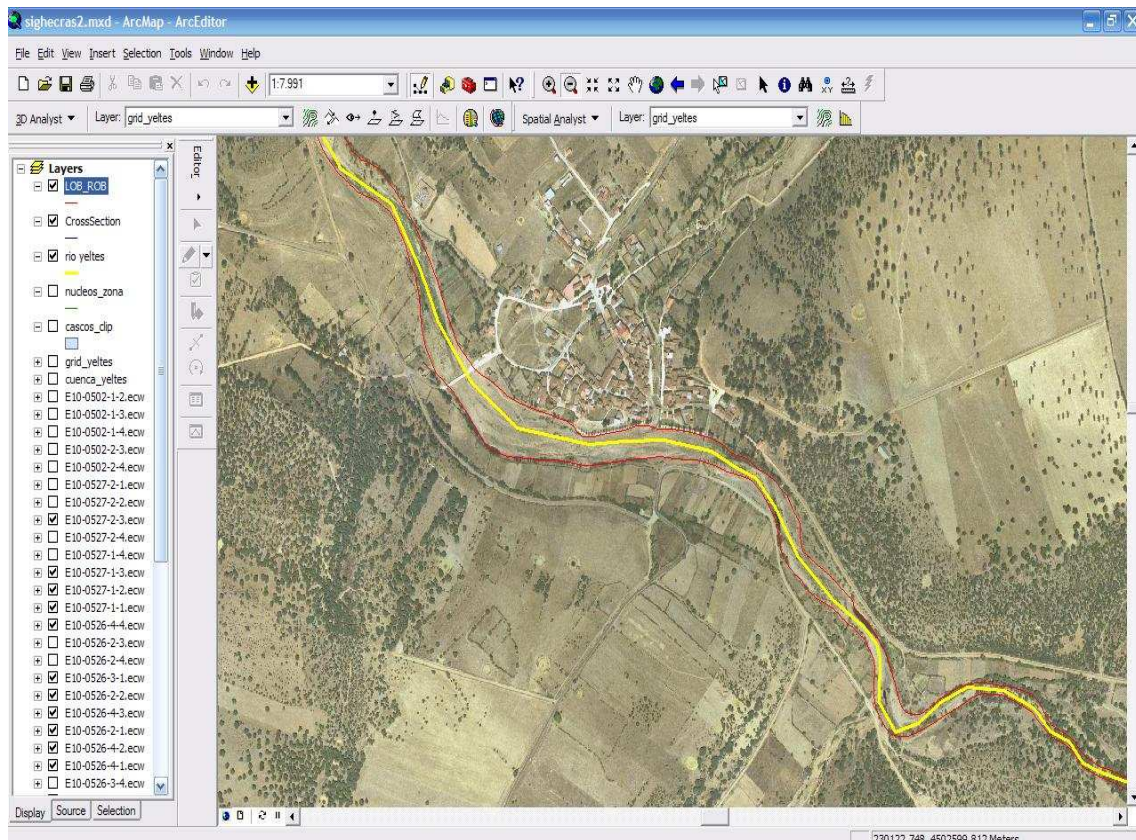 sighecras2.mxd - ArcMap - ArcEditor
File Edit View Insert Selection Tools Window Help
1:7.991
3D Analyst Layer: grid_yeltes Spatial Analyst Layer: grid_yeltes
Editor
Layers
LOB_ROB
CrossSection
rio yeltes
nucleos_zona
cascos_clip
grid_yeltes
cuenca_yeltes
E10-0502-1-2.ecw
E10-0502-1-3.ecw
E10-0502-1-4.ecw
E10-0502-2-3.ecw
E10-0502-2-4.ecw
E10-0527-2-1.ecw
E10-0527-2-2.ecw
E10-0527-2-3.ecw
E10-0527-2-4.ecw
E10-0527-1-4.ecw
E10-0527-1-3.ecw
E10-0527-1-2.ecw
E10-0527-1-1.ecw
E10-0526-4-4.ecw
E10-0526-2-3.ecw
E10-0526-2-4.ecw
E10-0526-3-1.ecw
E10-0526-2-2.ecw
E10-0526-4-3.ecw
E10-0526-2-1.ecw
E10-0526-4-2.ecw
E10-0526-4-1.ecw
E10-0526-3-4.ecw
Display Source Selection
230122,748 4502599,812 Meters